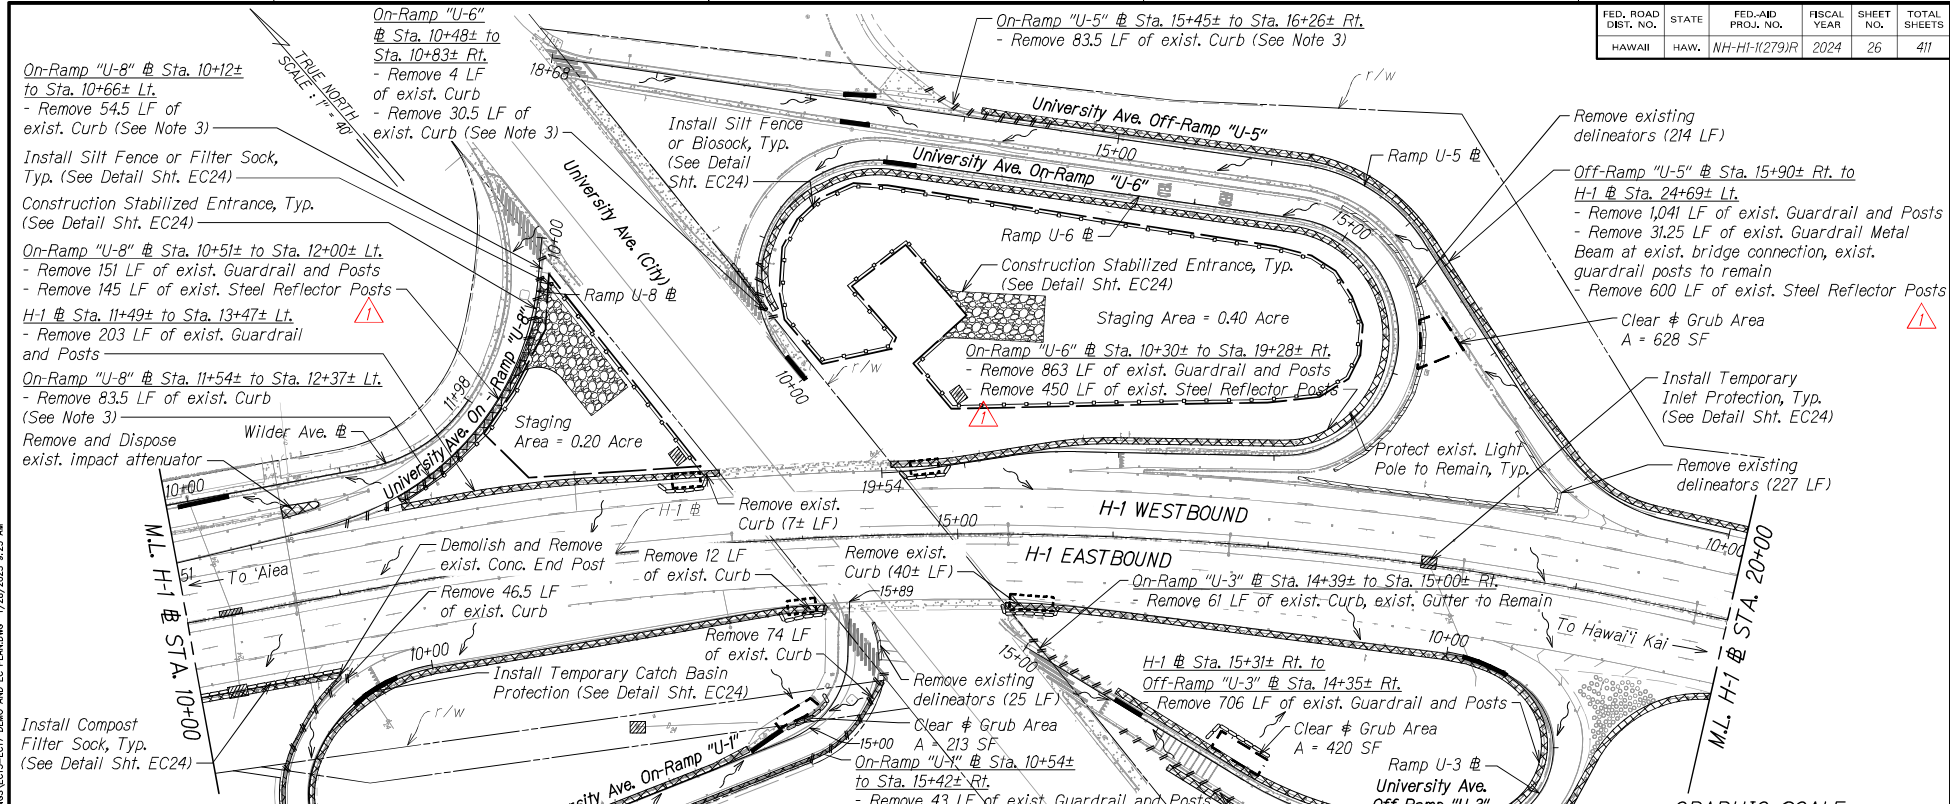 FED. ROAD DIST. NO. STATE FED.-AID PROJ. NO. FISCAL YEAR SHEET NO. TOTAL SHEETS
HAWAII HAW. NH-H1-1(279)R 2024 26 411
TRUE NORTH
SCALE : 1" = 40'
On-Ramp "U-6"
℄ Sta. 10+48± to
Sta. 10+83± Rt.
- Remove 4 LF
of exist. Curb
- Remove 30.5 LF of
exist. Curb (See Note 3)
On-Ramp "U-5" ℄ Sta. 15+45± to Sta. 16+26± Rt.
- Remove 83.5 LF of exist. Curb (See Note 3)
On-Ramp "U-8" ℄ Sta. 10+12±
to Sta. 10+66± Lt.
- Remove 54.5 LF of
exist. Curb (See Note 3)
Install Silt Fence or Filter Sock,
Typ. (See Detail Sht. EC24)
Construction Stabilized Entrance, Typ.
(See Detail Sht. EC24)
On-Ramp "U-8" ℄ Sta. 10+51± to Sta. 12+00± Lt.
- Remove 151 LF of exist. Guardrail and Posts
- Remove 145 LF of exist. Steel Reflector Posts
1
H-1 ℄ Sta. 11+49± to Sta. 13+47± Lt.
- Remove 203 LF of exist. Guardrail
and Posts
On-Ramp "U-8" ℄ Sta. 11+54± to Sta. 12+37± Lt.
- Remove 83.5 LF of exist. Curb
(See Note 3)
Remove and Dispose
exist. impact attenuator
Wilder Ave. ℄
18+68
University Ave. (City)
10+00
Ramp U-8 ℄
University Ave. On-Ramp "U-8"
11+98
Staging
Area = 0.20 Acre
Install Silt Fence
or Biosock, Typ.
(See Detail
Sht. EC24)
r/w
University Ave. Off-Ramp "U-5"
15+00
University Ave. On-Ramp "U-6"
Ramp U-5 ℄
15+00
Ramp U-6 ℄
Construction Stabilized Entrance, Typ.
(See Detail Sht. EC24)
Staging Area = 0.40 Acre
On-Ramp "U-6" ℄ Sta. 10+30± to Sta. 19+28± Rt.
- Remove 863 LF of exist. Guardrail and Posts
- Remove 450 LF of exist. Steel Reflector Posts
1
r/w
10+00
Remove existing
delineators (214 LF)
Off-Ramp "U-5" ℄ Sta. 15+90± Rt. to
H-1 ℄ Sta. 24+69± Lt.
- Remove 1,041 LF of exist. Guardrail and Posts
- Remove 31.25 LF of exist. Guardrail Metal
Beam at exist. bridge connection, exist.
guardrail posts to remain
- Remove 600 LF of exist. Steel Reflector Posts
1
Clear & Grub Area
A = 628 SF
Install Temporary
Inlet Protection, Typ.
(See Detail Sht. EC24)
Protect exist. Light
Pole to Remain, Typ.
Remove existing
delineators (227 LF)
10+00
19+54
Remove exist.
Curb (7± LF)
H-1 ℄
15+00
H-1 WESTBOUND
H-1 EASTBOUND
10+00
M.L. H-1 ℄ STA. 10+00
M.L. H-1 ℄ STA. 20+00
51
To 'Aiea
Demolish and Remove
exist. Conc. End Post
Remove 46.5 LF
of exist. Curb
Remove 12 LF
of exist. Curb
Remove exist.
Curb (40± LF)
15+89
On-Ramp "U-3" ℄ Sta. 14+39± to Sta. 15+00± Rt.
- Remove 61 LF of exist. Curb, exist. Gutter to Remain
To Hawai'i Kai
10+00
10+00
Remove 74 LF
of exist. Curb
Install Temporary Catch Basin
Protection (See Detail Sht. EC24)
15+00
Remove existing
delineators (25 LF)
H-1 ℄ Sta. 15+31± Rt. to
Off-Ramp "U-3" ℄ Sta. 14+35± Rt.
- Remove 706 LF of exist. Guardrail and Posts
Install Compost
Filter Sock, Typ.
(See Detail Sht. EC24)
r/w
Clear & Grub Area
A = 213 SF
Clear & Grub Area
A = 420 SF
15+00
University Ave. On-Ramp "U-1"
On-Ramp "U-1" ℄ Sta. 10+54±
to Sta. 15+42± Rt.
- Remove 43 LF of exist. Guardrail and Posts
Ramp U-3 ℄
University Ave.
Off-Ramp "U-3"
GRAPHIC SCALE